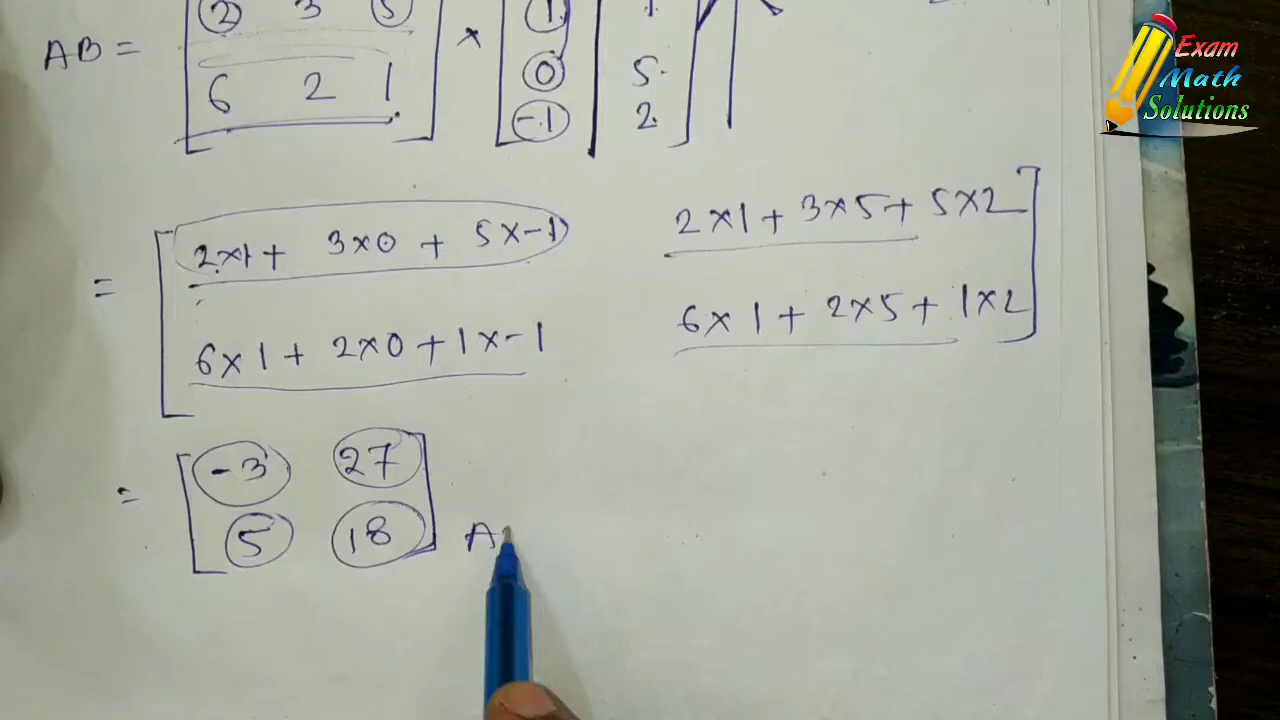 2 3 5 1 1
AB = 6 2 1 × 0 5
-1 2
Exam
Math
Solutions
2×1 + 3×0 + 5×-1 2×1 + 3×5 + 5×2
=
6×1 + 2×0 + 1×-1 6×1 + 2×5 + 1×2
-3 27
=
5 18 A